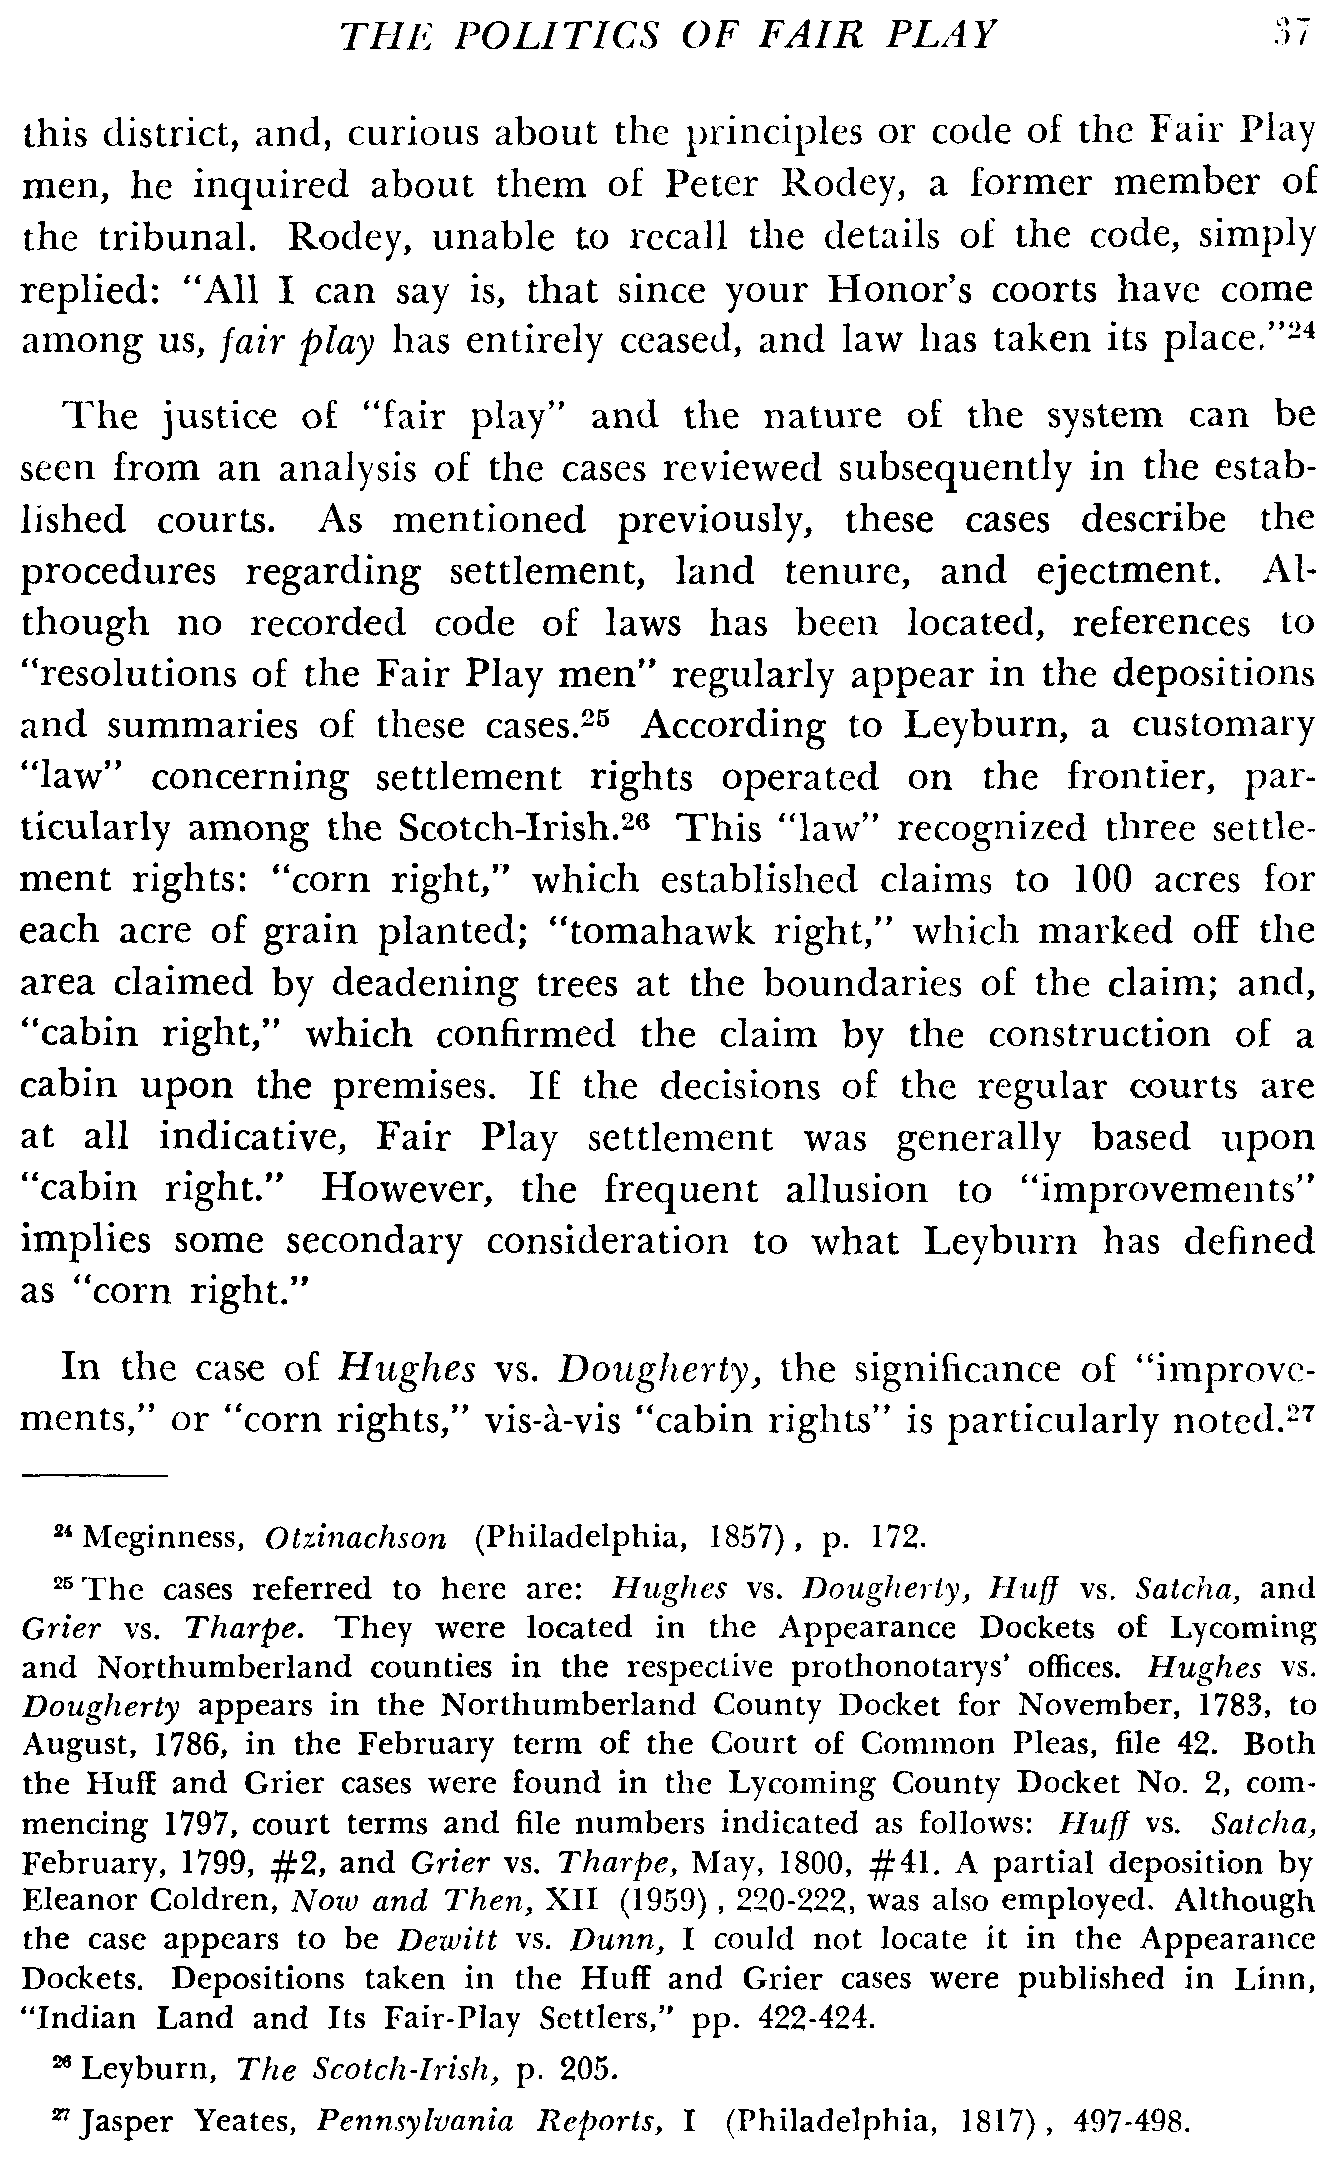 THE POLITICS OF FAIR PLAY 37
this district, and, curious about the principles or code of the Fair Play
men, he inquired about them of Peter Rodey, a former member of
the tribunal. Rodey, unable to recall the details of the code, simply
replied: "All I can say is, that since your Honor's coorts have come
among us, fair play has entirely ceased, and law has taken its place."24
The justice of "fair play" and the nature of the system can be
seen from an analysis of the cases reviewed subsequently in the estab-
lished courts. As mentioned previously, these cases describe the
procedures regarding settlement, land tenure, and ejectment. Al-
though no recorded code of laws has been located, references to
"resolutions of the Fair Play men" regularly appear in the depositions
and summaries of these cases.25 According to Leyburn, a customary
"law" concerning settlement rights operated on the frontier, par-
ticularly among the Scotch-Irish.26 This "law" recognized three settle-
ment rights: "corn right," which established claims to 100 acres for
each acre of grain planted; "tomahawk right," which marked off the
area claimed by deadening trees at the boundaries of the claim; and,
"cabin right," which confirmed the claim by the construction of a
cabin upon the premises. If the decisions of the regular courts are
at all indicative, Fair Play settlement was generally based upon
"cabin right." However, the frequent allusion to "improvements"
implies some secondary consideration to what Leyburn has defined
as "corn right."
In the case of Hughes vs. Dougherty, the significance of "improve-
ments," or "corn rights," vis-à-vis "cabin rights" is particularly noted.27
24 Meginness, Otzinachson (Philadelphia, 1857), p. 172.
25 The cases referred to here are: Hughes vs. Dougherty, Huff vs. Satcha, and
Grier vs. Tharpe. They were located in the Appearance Dockets of Lycoming
and Northumberland counties in the respective prothonotarys' offices. Hughes vs.
Dougherty appears in the Northumberland County Docket for November, 1783, to
August, 1786, in the February term of the Court of Common Pleas, file 42. Both
the Huff and Grier cases were found in the Lycoming County Docket No. 2, com-
mencing 1797, court terms and file numbers indicated as follows: Huff vs. Satcha,
February, 1799, #2, and Grier vs. Tharpe, May, 1800, #41. A partial deposition by
Eleanor Coldren, Now and Then, XII (1959), 220-222, was also employed. Although
the case appears to be Dewitt vs. Dunn, I could not locate it in the Appearance
Dockets. Depositions taken in the Huff and Grier cases were published in Linn,
"Indian Land and Its Fair-Play Settlers," pp. 422-424.
26 Leyburn, The Scotch-Irish, p. 205.
27 Jasper Yeates, Pennsylvania Reports, I (Philadelphia, 1817), 497-498.